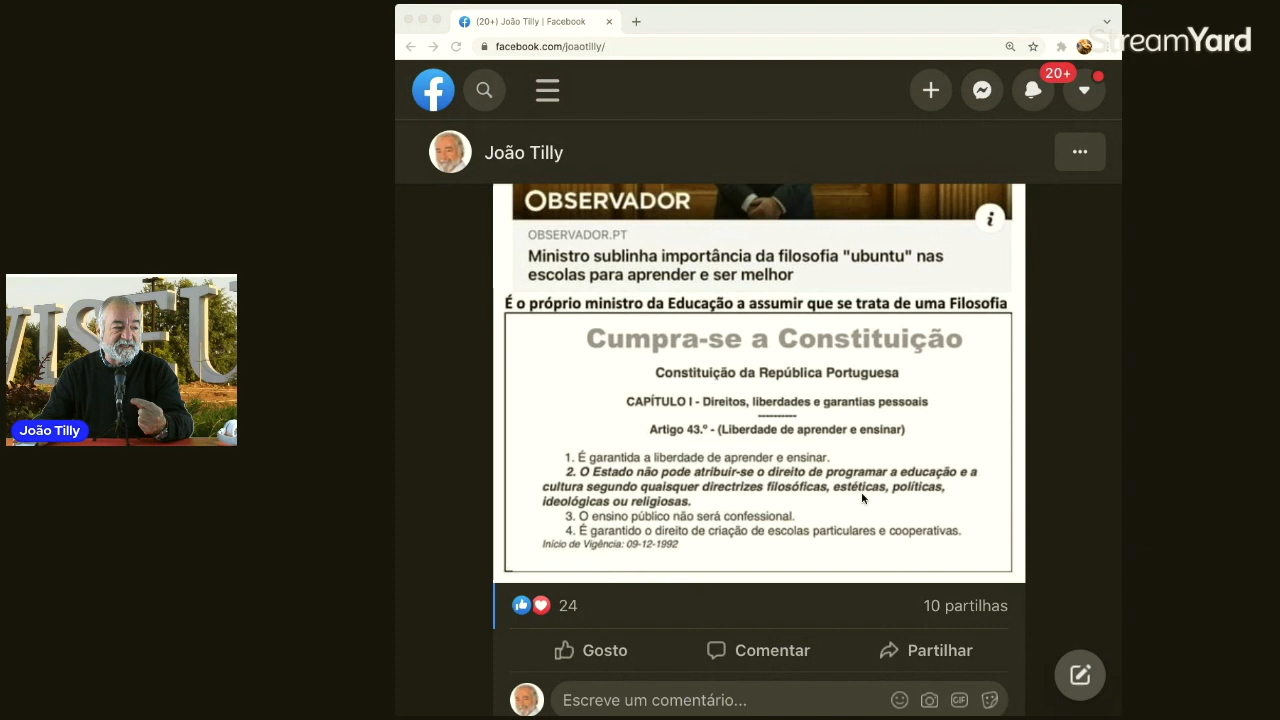 (20+) João Tilly | Facebook
facebook.com/joaotilly/
StreamYard
20+
João Tilly
OBSERVADOR
OBSERVADOR.PT
Ministro sublinha importância da filosofia "ubuntu" nas
escolas para aprender e ser melhor
É o próprio ministro da Educação a assumir que se trata de uma Filosofia
Cumpra-se a Constituição
Constituição da República Portuguesa
CAPÍTULO I - Direitos, liberdades e garantias pessoais
----------
Artigo 43.º - (Liberdade de aprender e ensinar)
1. É garantida a liberdade de aprender e ensinar.
2. O Estado não pode atribuir-se o direito de programar a educação e a
cultura segundo quaisquer directrizes filosóficas, estéticas, políticas,
ideológicas ou religiosas.
3. O ensino público não será confessional.
4. É garantido o direito de criação de escolas particulares e cooperativas.
Início de Vigência: 09-12-1992
24
10 partilhas
Gosto
Comentar
Partilhar
Escreve um comentário...
GIF
VISEU
João Tilly